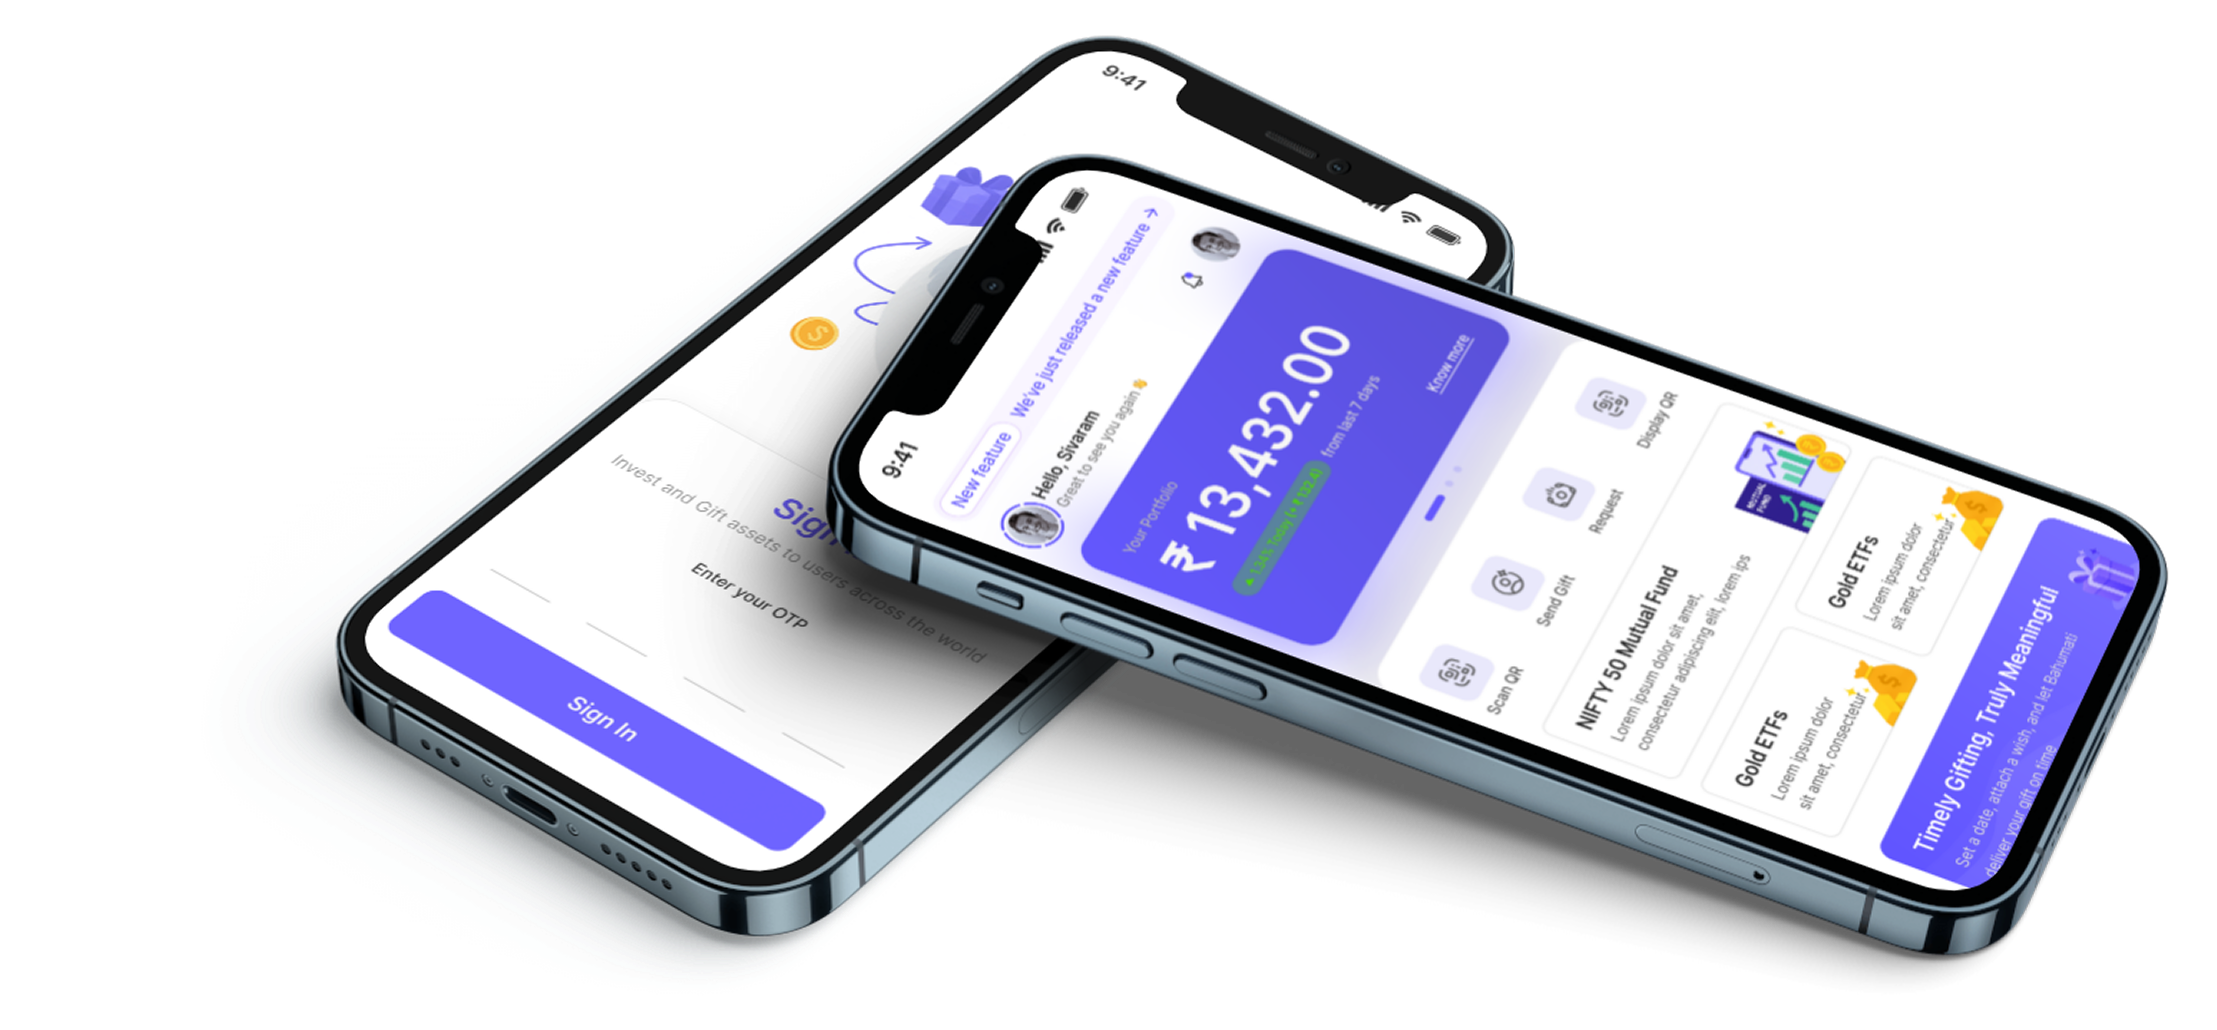 9:41
Sign
Invest and Gift assets to users across the world
Enter your OTP
Sign In
9:41
New feature We've just released a new feature →
Hello, Sivaram
Great to see you again 👋
Your Portfolio
₹ 13,432.00
from last 7 days
Know more
Scan QR
Send Gift
Request
Display QR
NIFTY 50 Mutual Fund
Lorem ipsum dolor sit amet,
consectetur adipiscing elit, lorem ips
MUTUAL
FUND
Gold ETFs
Lorem ipsum dolor
sit amet, consectetur
Gold ETFs
Lorem ipsum dolor
sit amet, consectetur
Timely Gifting, Truly Meaningful
Set a date, attach a wish, and let Bahumati
deliver your gift on time